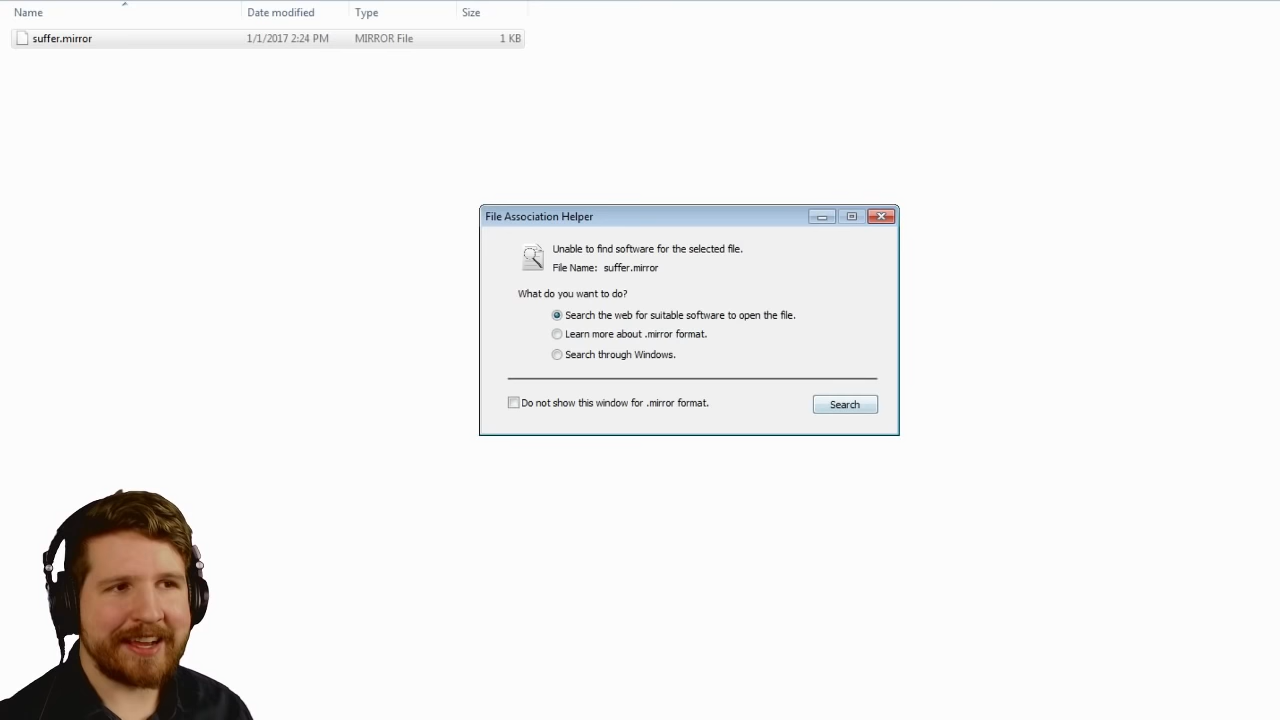 Name Date modified Type Size
suffer.mirror 1/1/2017 2:24 PM MIRROR File 1 KB
File Association Helper
Unable to find software for the selected file.
File Name: suffer.mirror
What do you want to do?
Search the web for suitable software to open the file.
Learn more about .mirror format.
Search through Windows.
Do not show this window for .mirror format. Search